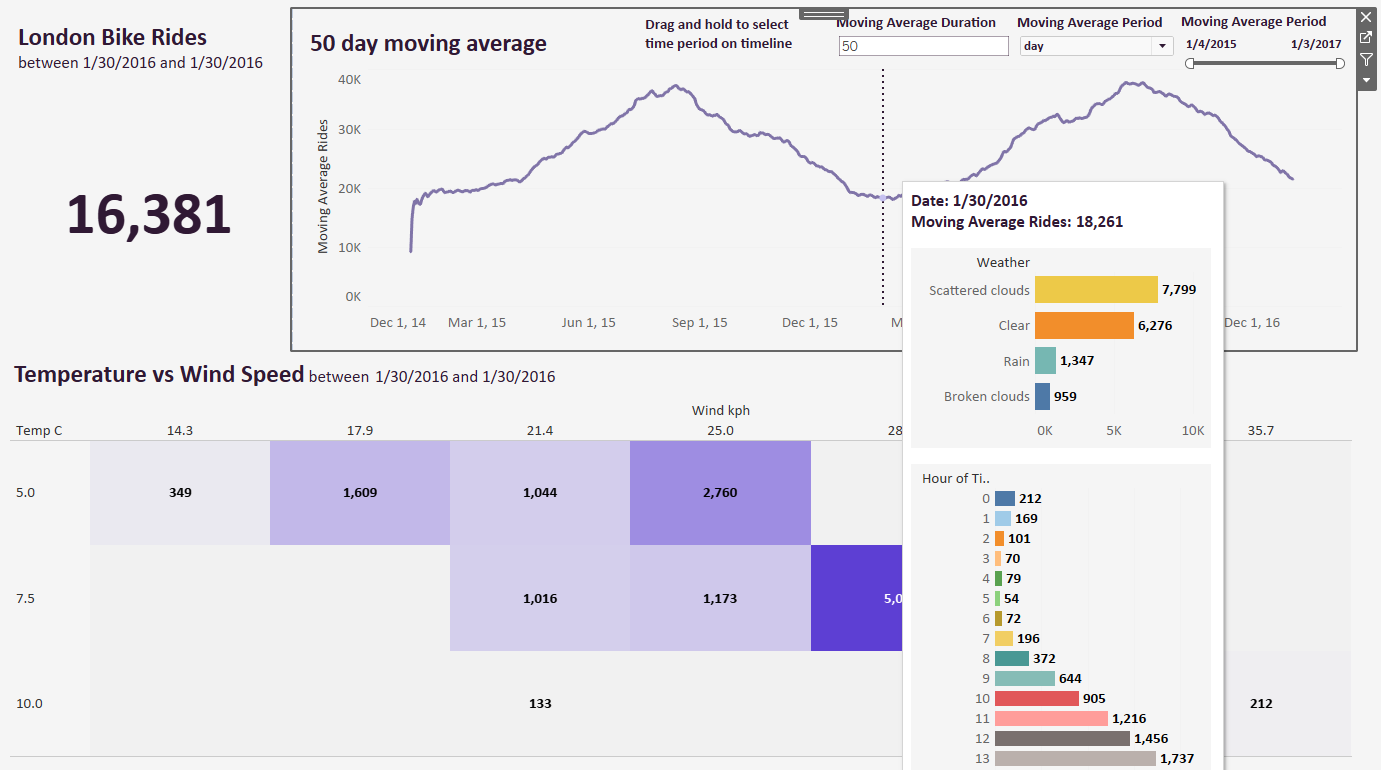 London Bike Rides
between 1/30/2016 and 1/30/2016
16,381
50 day moving average
Drag and hold to select
time period on timeline
Moving Average Duration
50
Moving Average Period
day
Moving Average Period
1/4/2015 1/3/2017
Moving Average Rides
40K
30K
20K
10K
0K
Dec 1, 14 Mar 1, 15 Jun 1, 15 Sep 1, 15 Dec 1, 15 M Dec 1, 16
Temperature vs Wind Speed between 1/30/2016 and 1/30/2016
Wind kph
Temp C 14.3 17.9 21.4 25.0 28 35.7
5.0 349 1,609 1,044 2,760
7.5 1,016 1,173 5,0
10.0 133 212
Date: 1/30/2016
Moving Average Rides: 18,261
Weather
Scattered clouds 7,799
Clear 6,276
Rain 1,347
Broken clouds 959
0K 5K 10K
Hour of Ti..
0 212
1 169
2 101
3 70
4 79
5 54
6 72
7 196
8 372
9 644
10 905
11 1,216
12 1,456
13 1,737